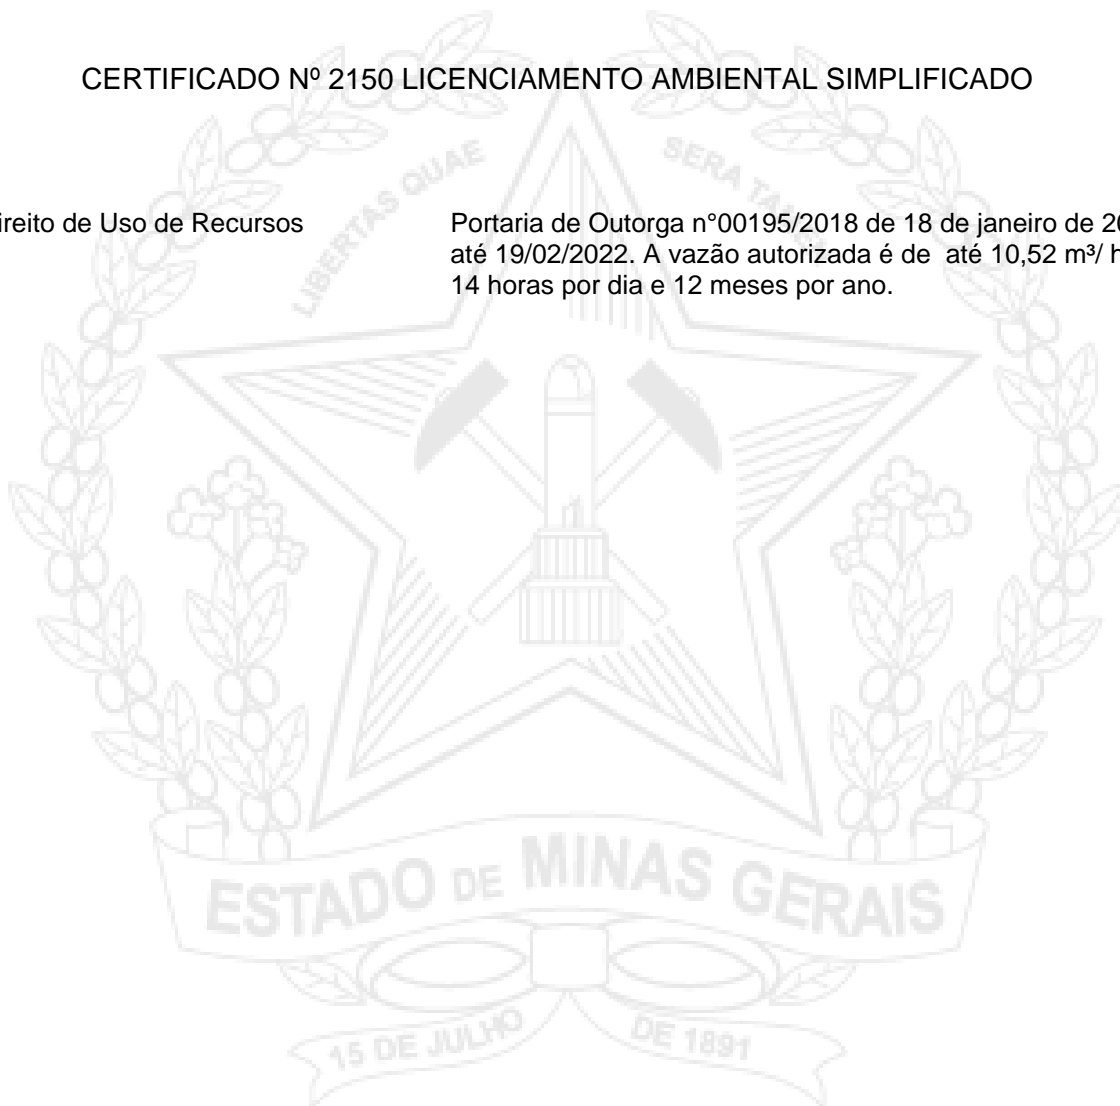 CERTIFICADO Nº 2150 LICENCIAMENTO AMBIENTAL SIMPLIFICADO
LIBERTAS QUAE SERA TAMEN
ireito de Uso de Recursos
Portaria de Outorga n°00195/2018 de 18 de janeiro de 20
até 19/02/2022. A vazão autorizada é de até 10,52 m³/ h
14 horas por dia e 12 meses por ano.
ESTADO DE MINAS GERAIS
15 DE JULHO DE 1891